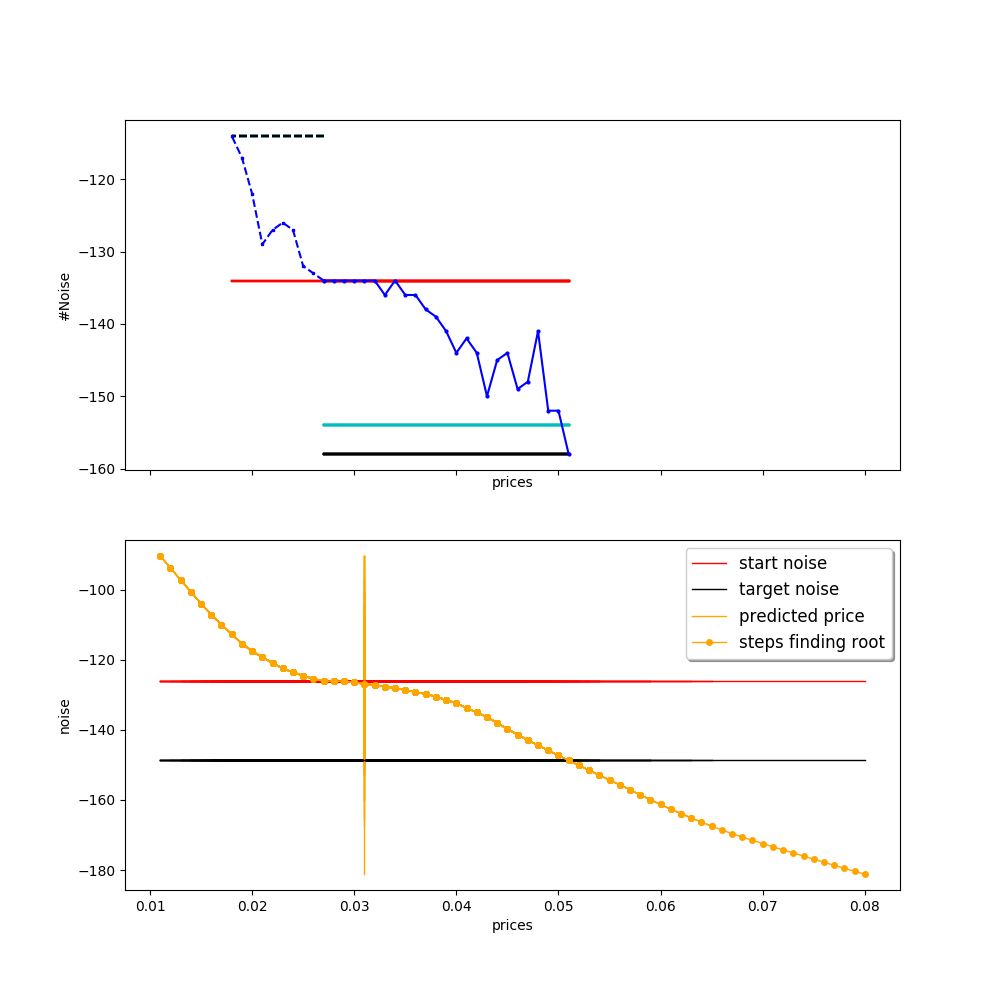 −120
−130
−140
−150
−160
#Noise
prices
−100
−120
−140
−160
−180
noise
start noise
target noise
predicted price
steps finding root
0.01 0.02 0.03 0.04 0.05 0.06 0.07 0.08
prices